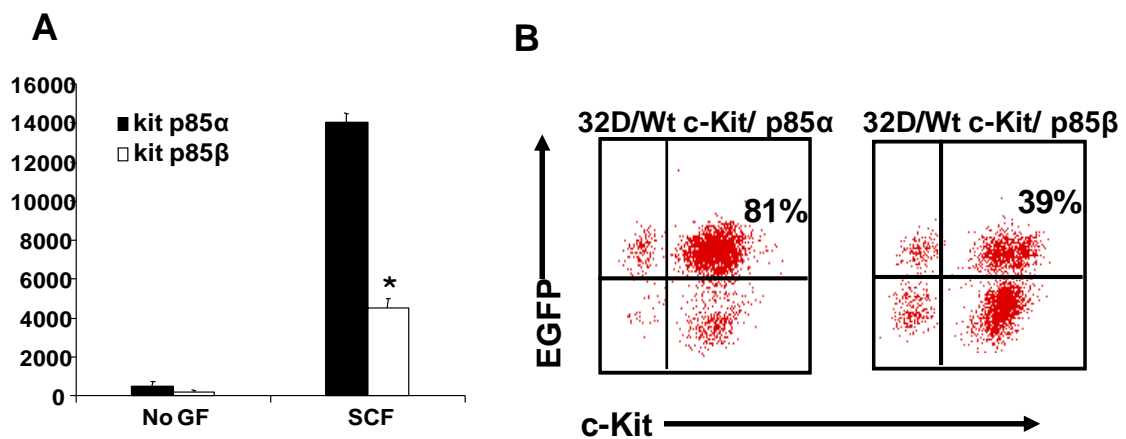 A
16000
14000
12000
10000
8000
6000
4000
2000
0
kit p85α
kit p85β
*
No GF
SCF
B
32D/Wt c-Kit/ p85α
32D/Wt c-Kit/ p85β
81%
39%
EGFP
c-Kit